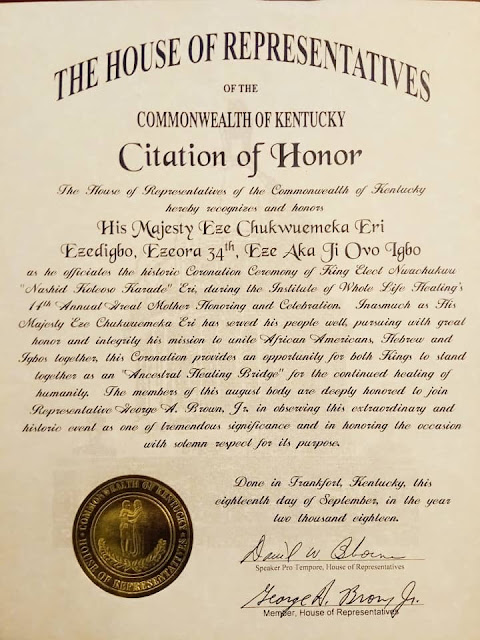 THE HOUSE OF REPRESENTATIVES
OF THE
COMMONWEALTH OF KENTUCKY
Citation of Honor
The House of Representatives of the Commonwealth of Kentucky
hereby recognizes and honors
His Majesty Eze Chukwuemeka Eri
Ezedigbo, Ezeora 34th, Eze Aka Ji Ovo Igbo
as he officiates the historic Coronation Ceremony of King Elect Nwachukwu
"Nashid Koleoso Karade" Eri, during the Institute of Whole Life Healing's
14th Annual Great Mother Honoring and Celebration. Inasmuch as His
Majesty Eze Chukwuemeka Eri has served his people well, pursuing with great
honor and integrity his mission to unite African Americans, Hebrew and
Igbos together, this Coronation provides an opportunity for both Kings to stand
together as an "Ancestral Healing Bridge" for the continued healing of
humanity. The members of this august body are deeply honored to join
Representative George A. Brown, Jr. in observing this extraordinary and
historic event as one of tremendous significance and in honoring the occasion
with solemn respect for its purpose.
Done in Frankfort, Kentucky, this
eighteenth day of September, in the year
two thousand eighteen.
COMMONWEALTH OF KENTUCKY
HOUSE OF REPRESENTATIVES
David W
Speaker Pro Tempore, House of Representatives
George A. Brown Jr.
Member, House of Representatives